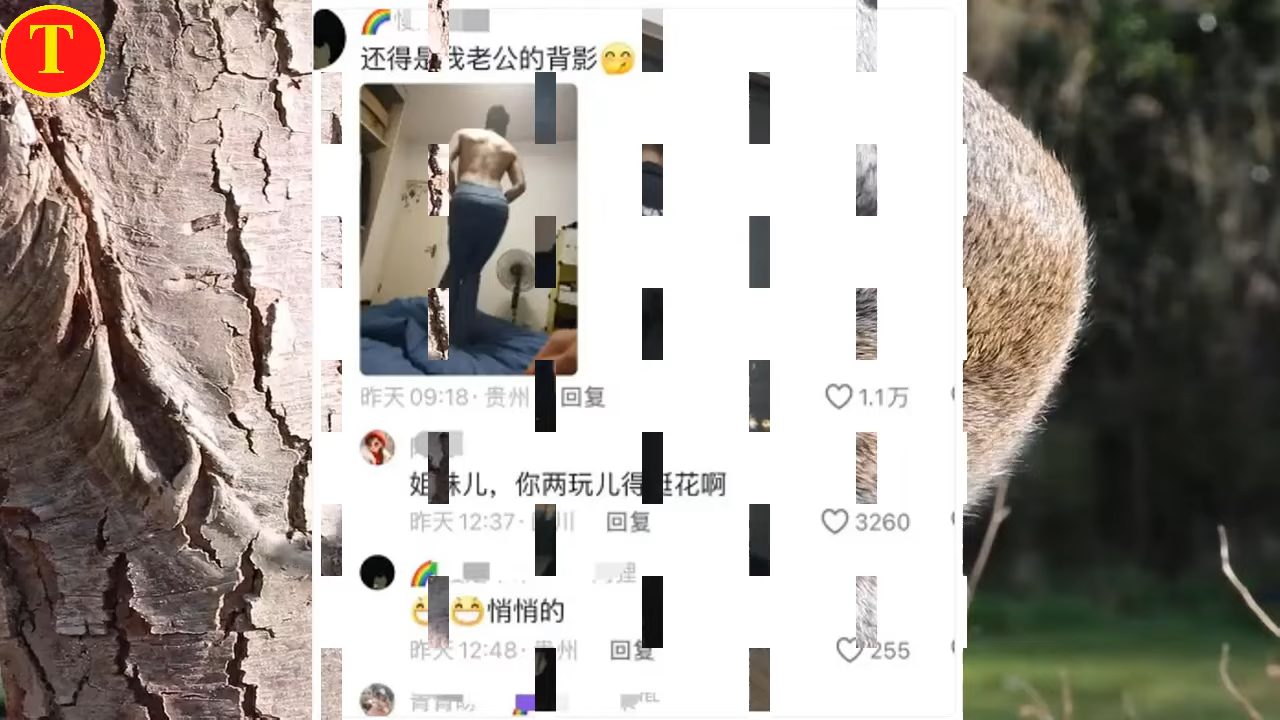 T
还得是我老公的背影
昨天 09:18 · 贵州 回复
1.1万
姐妹儿，你两玩儿得挺花啊
昨天 12:37 · 川 回复
3260
悄悄的
昨天 12:48 · 贵州 回复
255
TEL